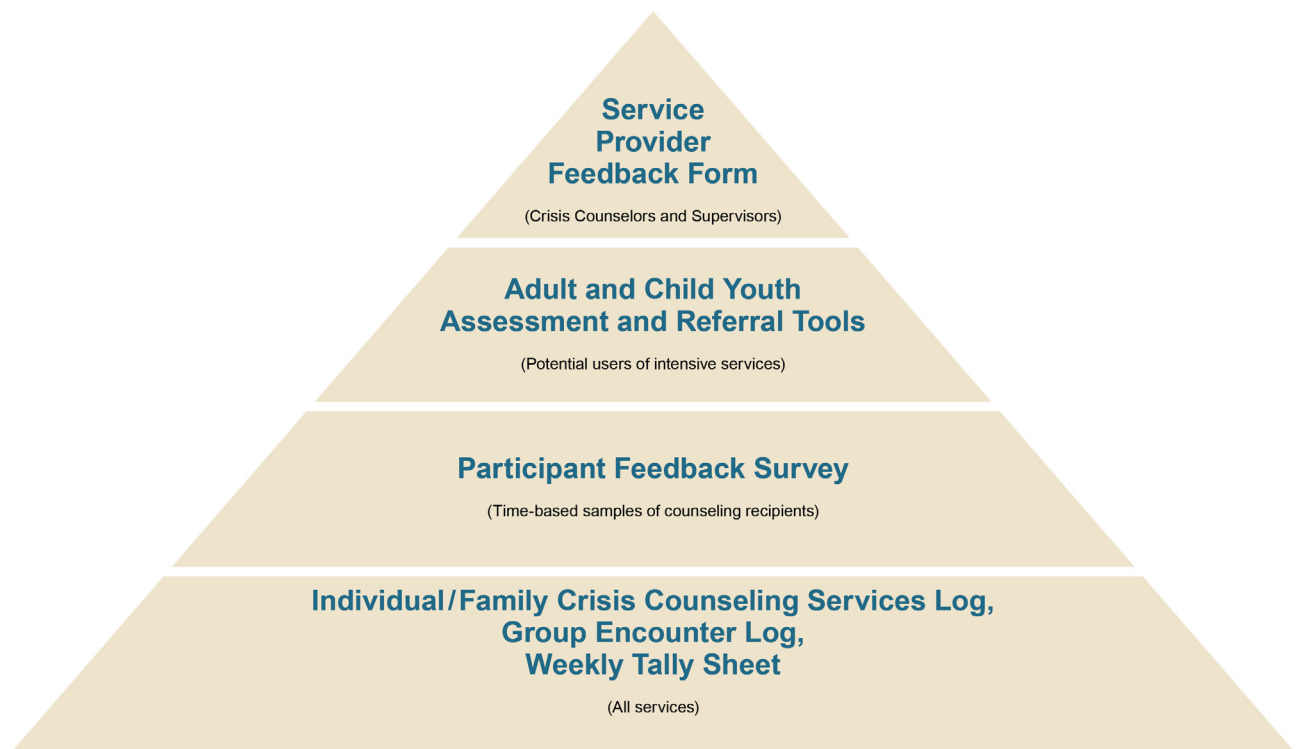 Service
Provider
Feedback Form
(Crisis Counselors and Supervisors)
Adult and Child Youth
Assessment and Referral Tools
(Potential users of intensive services)
Participant Feedback Survey
(Time-based samples of counseling recipients)
Individual/Family Crisis Counseling Services Log,
Group Encounter Log,
Weekly Tally Sheet
(All services)